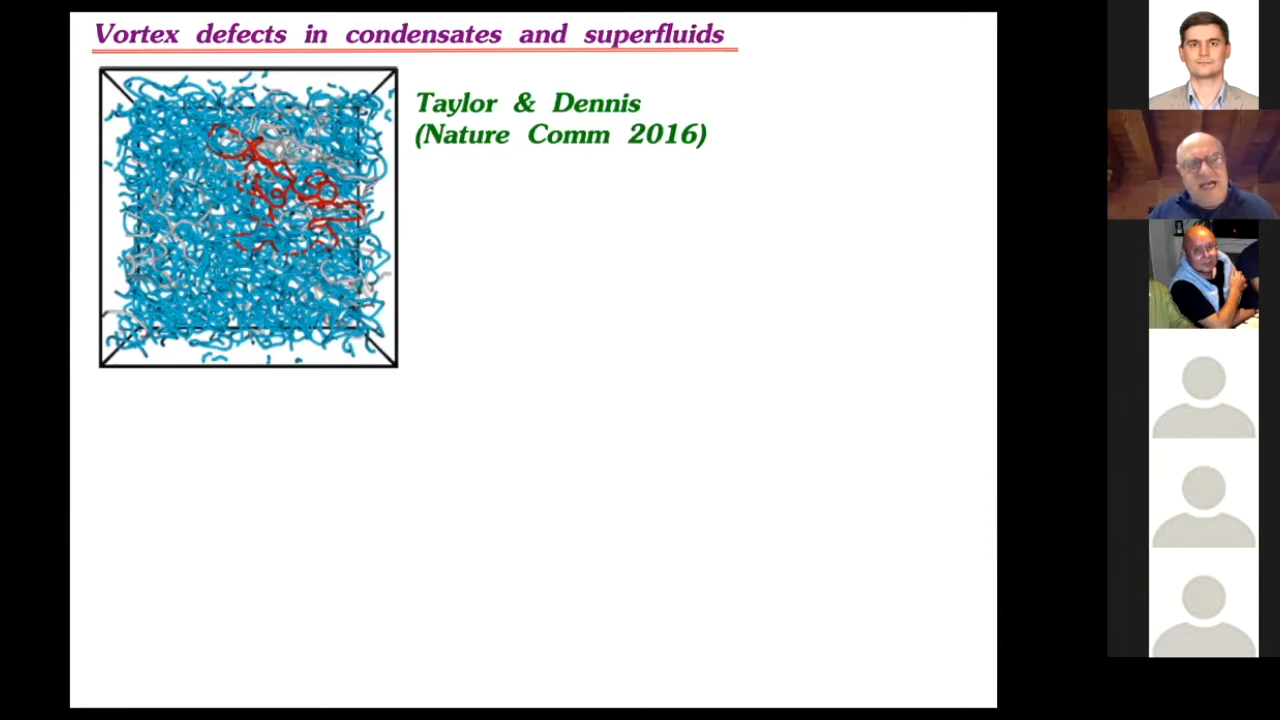 Vortex defects in condensates and superfluids
Taylor & Dennis
(Nature Comm 2016)